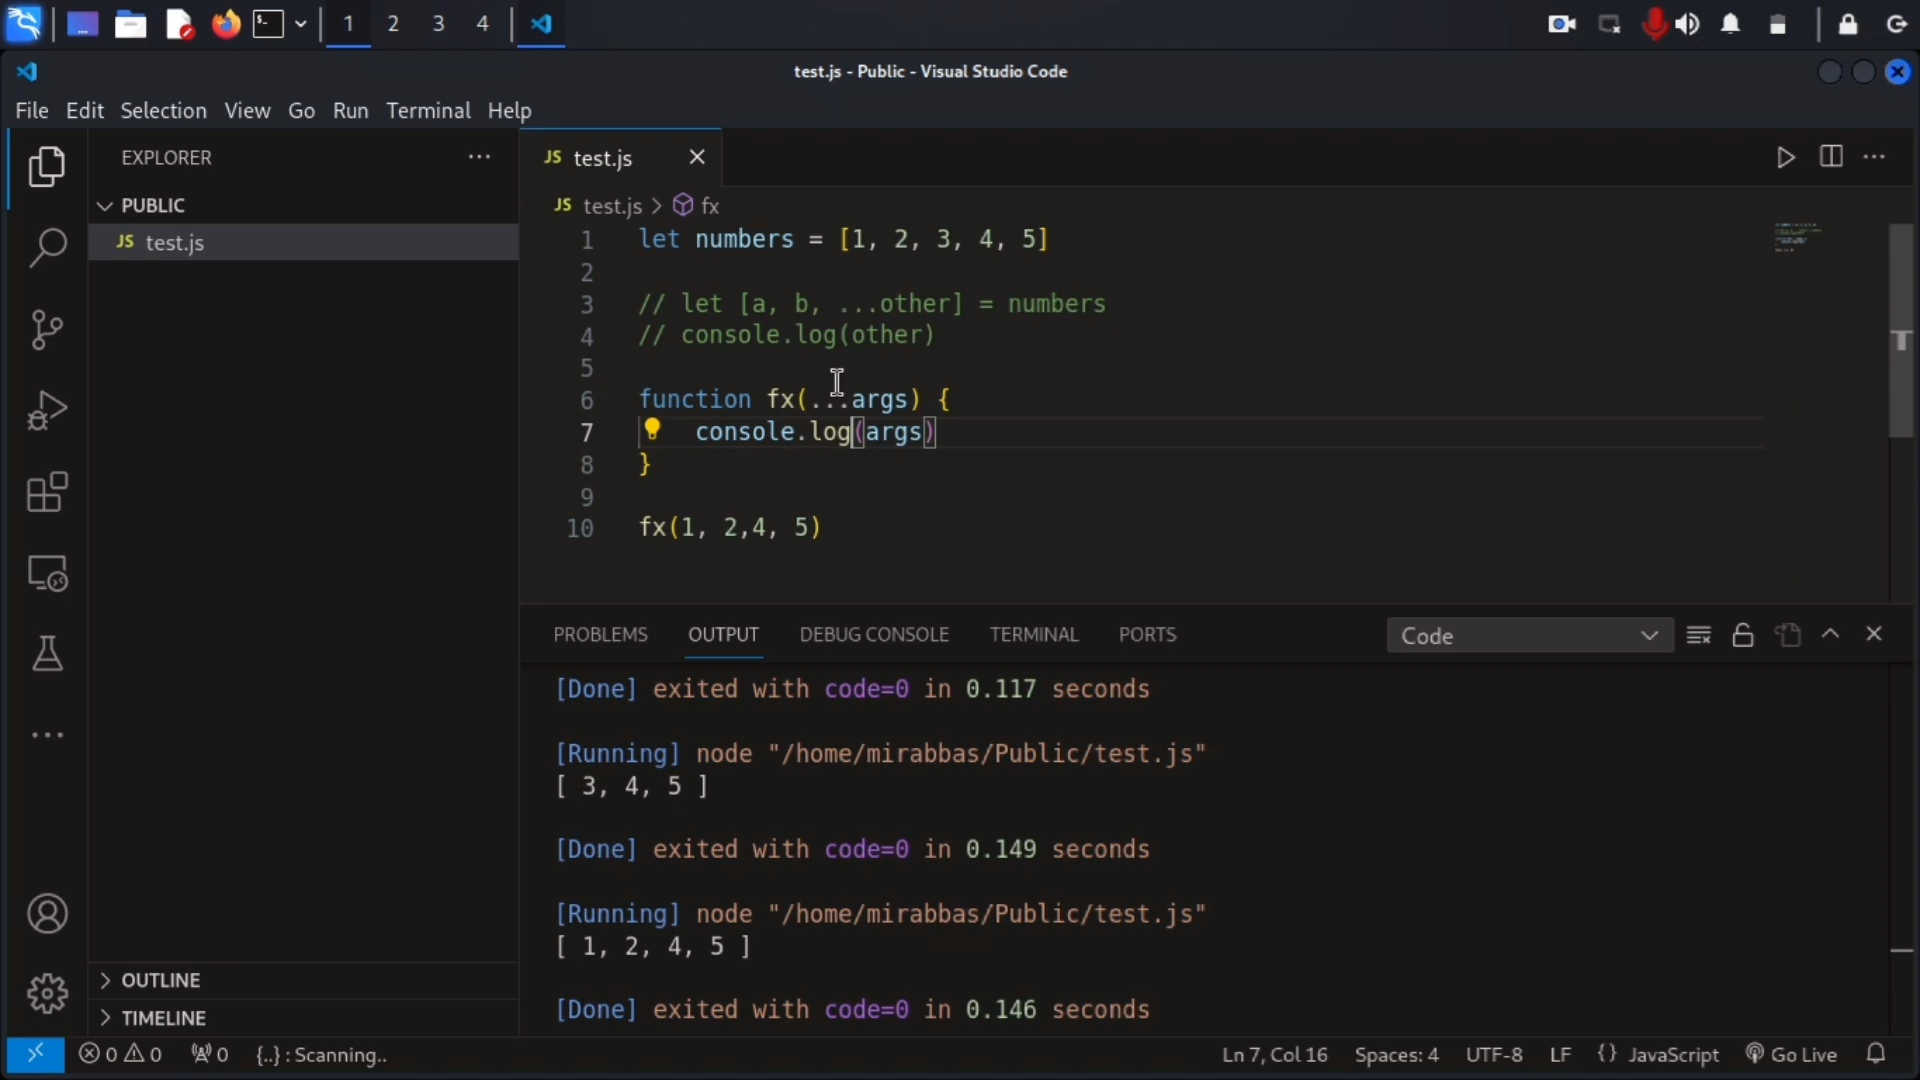 1 2 3 4
test.js - Public - Visual Studio Code
File Edit Selection View Go Run Terminal Help
EXPLORER
PUBLIC
JS test.js
OUTLINE
TIMELINE
JS test.js
JS test.js > fx
1 let numbers = [1, 2, 3, 4, 5]
2
3 // let [a, b, ...other] = numbers
4 // console.log(other)
5
6 function fx(...args) {
7 console.log(args)
8 }
9
10 fx(1, 2,4, 5)
PROBLEMS OUTPUT DEBUG CONSOLE TERMINAL PORTS Code
[Done] exited with code=0 in 0.117 seconds
[Running] node "/home/mirabbas/Public/test.js"
[ 3, 4, 5 ]
[Done] exited with code=0 in 0.149 seconds
[Running] node "/home/mirabbas/Public/test.js"
[ 1, 2, 4, 5 ]
[Done] exited with code=0 in 0.146 seconds
0 0 0 {..} : Scanning.. Ln 7, Col 16 Spaces: 4 UTF-8 LF {} JavaScript Go Live